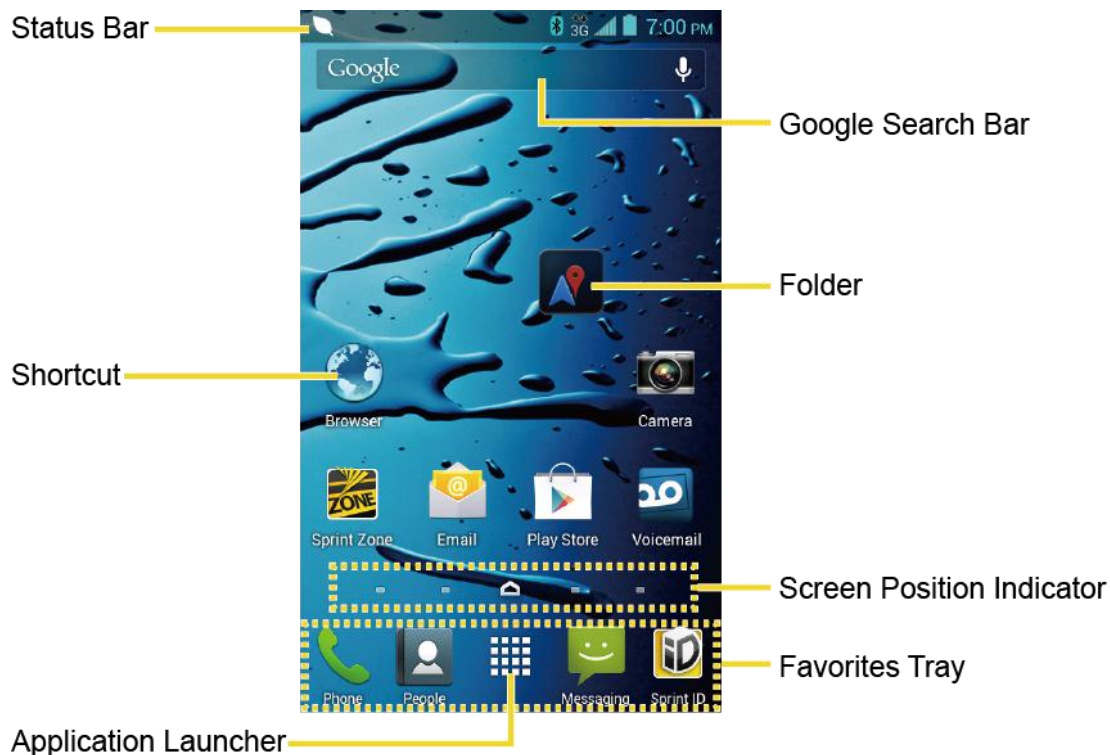 Status Bar
3G 7:00 PM
Google
Google Search Bar
Folder
Shortcut
Browser
Camera
ZONE
@
Sprint Zone
Email
Play Store
Voicemail
Screen Position Indicator
iD
Favorites Tray
Phone
People
Messaging
Sprint ID
Application Launcher